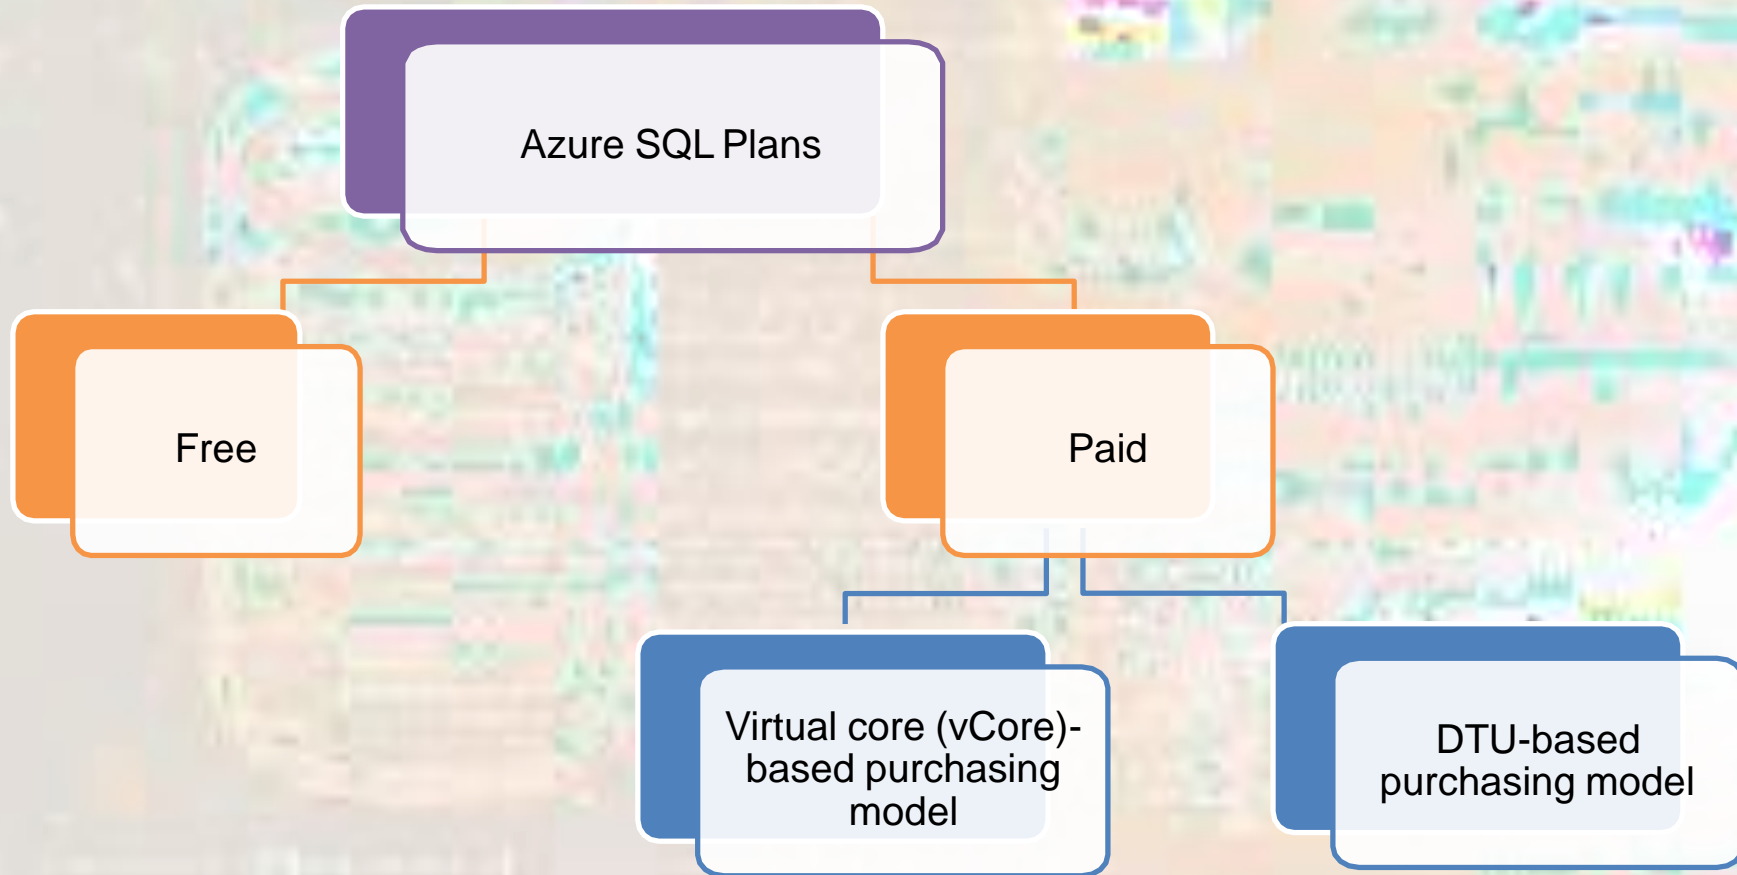 Azure SQL Plans
Free
Paid
Virtual core (vCore)-
based purchasing
model
DTU-based
purchasing model